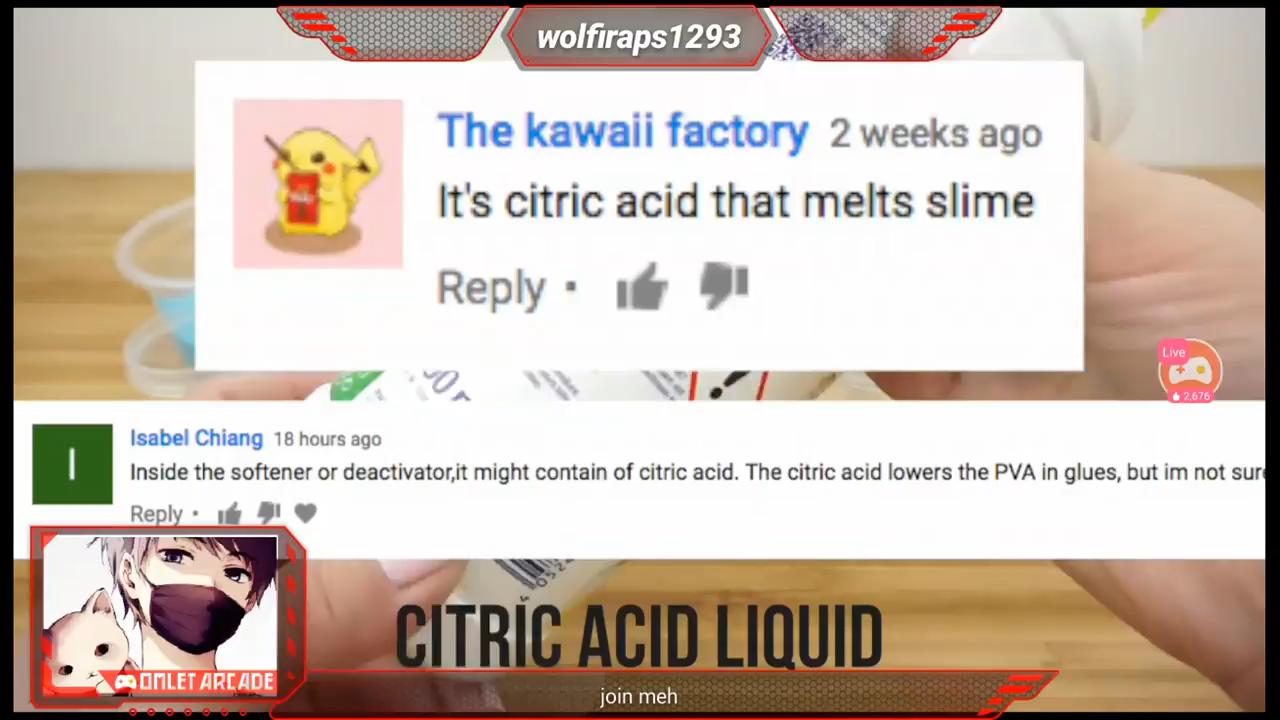 wolfiraps1293
The kawaii factory 2 weeks ago
It's citric acid that melts slime
Reply •
Live
2,676
Isabel Chiang 18 hours ago
Inside the softener or deactivator,it might contain of citric acid. The citric acid lowers the PVA in glues, but im not sure
Reply •
I
CITRIC ACID LIQUID
OMLET ARCADE
join meh